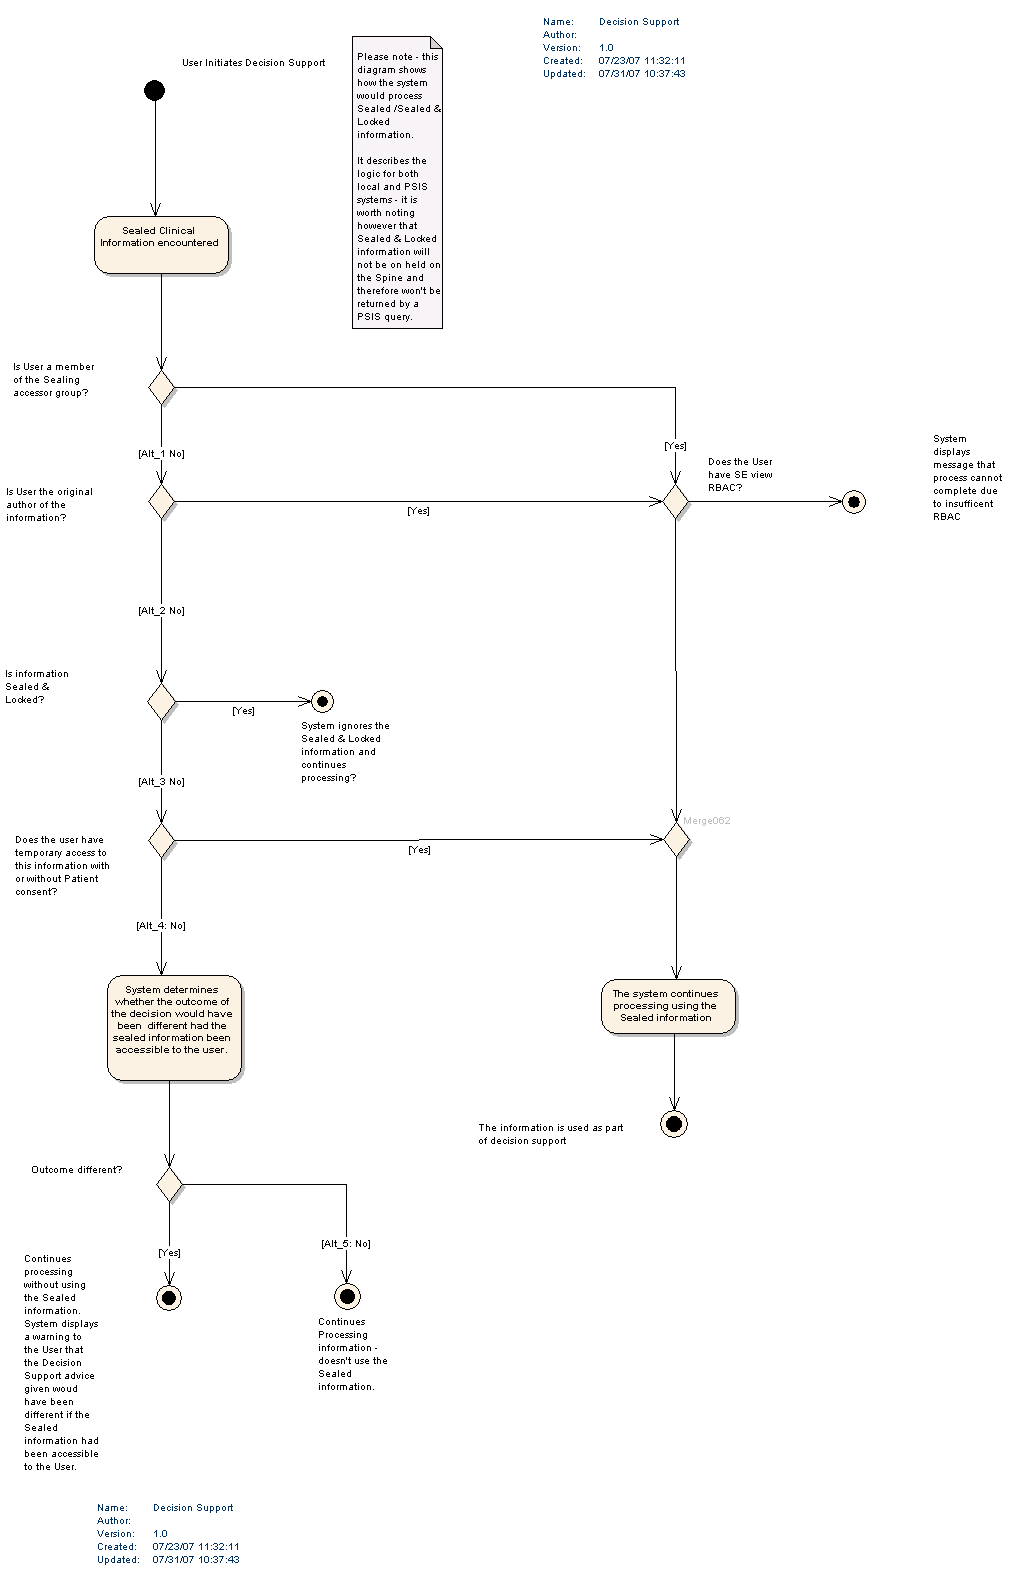 Name: Decision Support
Author:
Version: 1.0
Created: 07/23/07 11:32:11
Updated: 07/31/07 10:37:43
User Initiates Decision Support
Please note - this
diagram shows
how the system
would process
Sealed /Sealed &
Locked
information.
It describes the
logic for both
local and PSIS
systems - it is
worth noting
however that
Sealed & Locked
information will
not be on held on
the Spine and
therefore won't be
returned by a
PSIS query.
Sealed Clinical
Information encountered
Is User a member
of the Sealing
accessor group?
[Alt_1 No]
[Yes]
Does the User
have SE view
RBAC?
System
displays
message that
process cannot
complete due
to insufficent
RBAC
Is User the original
author of the
information?
[Yes]
[Alt_2 No]
Is information
Sealed &
Locked?
[Yes]
System ignores the
Sealed & Locked
information and
continues
processing?
[Alt_3 No]
Merge062
Does the user have
temporary access to
this information with
or without Patient
consent?
[Yes]
[Alt_4: No]
System determines
whether the outcome of
the decision would have
been different had the
sealed information been
accessible to the user.
The system continues
processing using the
Sealed information
The information is used as part
of decision support
Outcome different?
[Yes]
[Alt_5: No]
Continues
processing
without using
the Sealed
information.
System displays
a warning to
the User that
the Decision
Support advice
given woud
have been
different if the
Sealed
information had
been accessible
to the User.
Continues
Processing
information -
doesn't use the
Sealed
information.
Name: Decision Support
Author:
Version: 1.0
Created: 07/23/07 11:32:11
Updated: 07/31/07 10:37:43